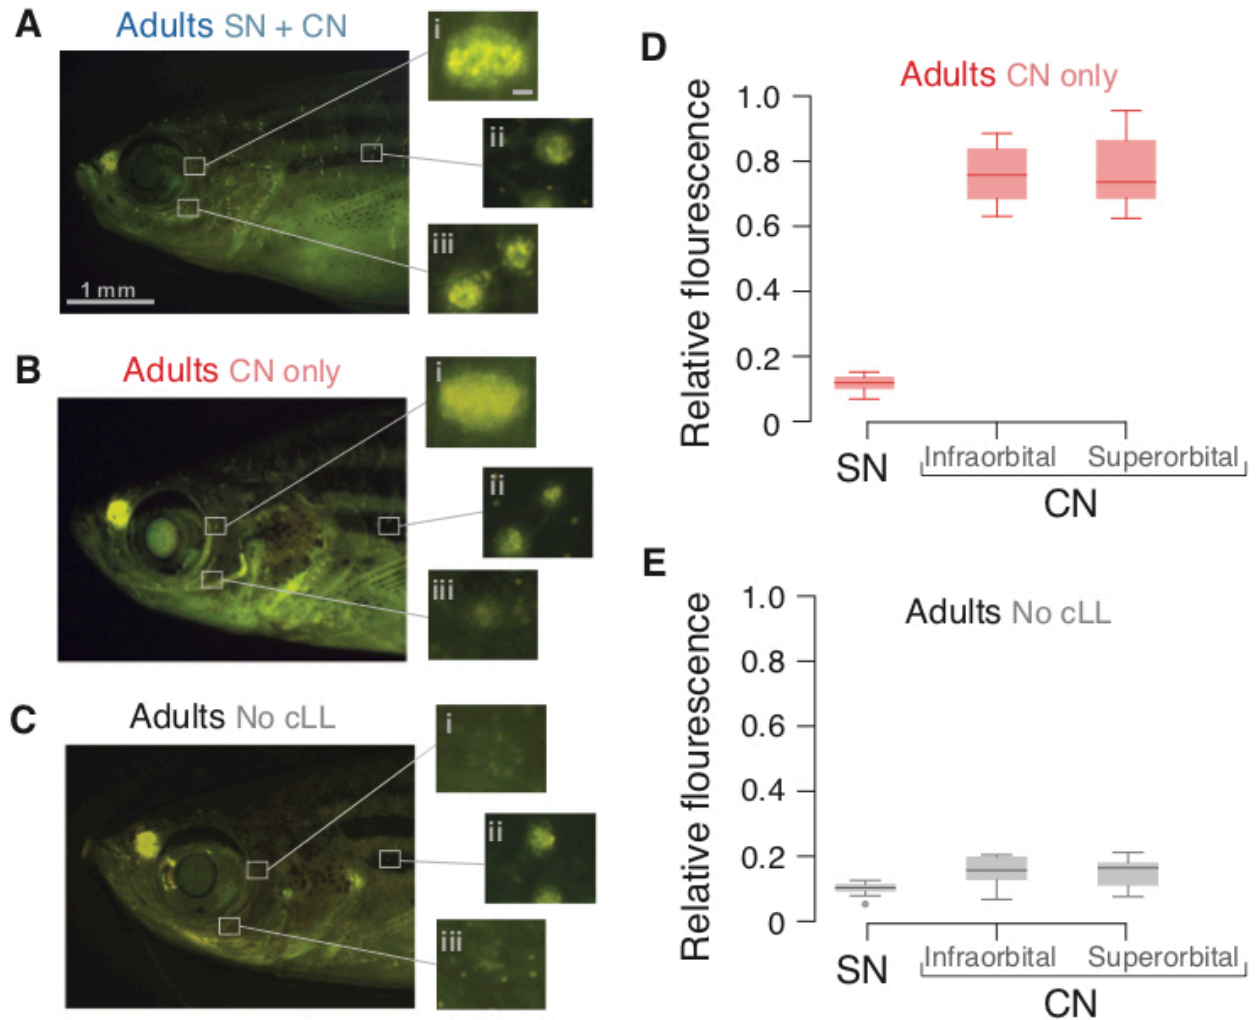 A
Adults SN + CN
i
ii
iii
1 mm
B
Adults CN only
i
ii
iii
C
Adults No cLL
i
ii
iii
D
Adults CN only
Relative flourescence
1.0
0.8
0.6
0.4
0.2
0
SN
Infraorbital
Superorbital
CN
E
Adults No cLL
Relative flourescence
1.0
0.8
0.6
0.4
0.2
0
SN
Infraorbital
Superorbital
CN